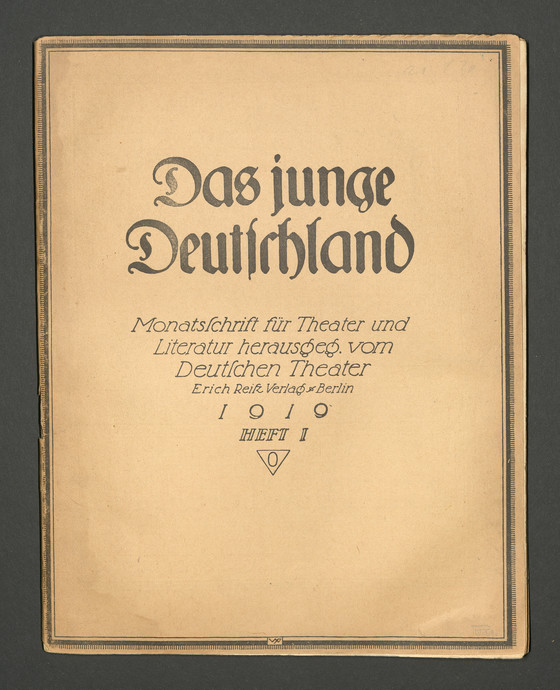 Das junge
Deutſchland
Monatsſchrift für Theater und
Literatur herausgeg. vom
Deutſchen Theater
Erich Reiß Verlag * Berlin
1919
HEFT I
O